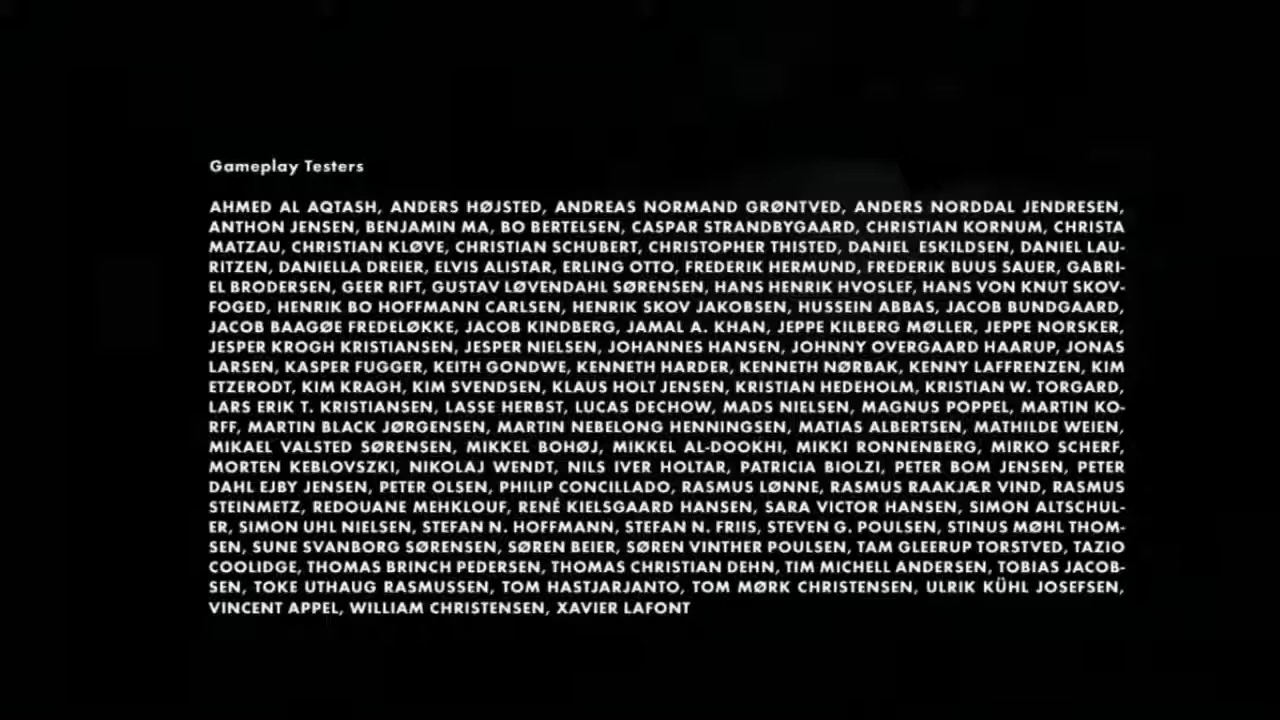 Gameplay Testers
AHMED AL AQTASH, ANDERS HØJSTED, ANDREAS NORMAND GRØNTVED, ANDERS NORDDAL JENDRESEN,
ANTHON JENSEN, BENJAMIN MA, BO BERTELSEN, CASPAR STRANDBYGAARD, CHRISTIAN KORNUM, CHRISTA
MATZAU, CHRISTIAN KLØVE, CHRISTIAN SCHUBERT, CHRISTOPHER THISTED, DANIEL ESKILDSEN, DANIEL LAU-
RITZEN, DANIELLA DREIER, ELVIS ALISTAR, ERLING OTTO, FREDERIK HERMUND, FREDERIK BUUS SAUER, GABRI-
EL BRODERSEN, GEER RIFT, GUSTAV LØVENDAHL SØRENSEN, HANS HENRIK HVOSLEF, HANS VON KNUT SKOV-
FOGED, HENRIK BO HOFFMANN CARLSEN, HENRIK SKOV JAKOBSEN, HUSSEIN ABBAS, JACOB BUNDGAARD,
JACOB BAAGØE FREDELØKKE, JACOB KINDBERG, JAMAL A. KHAN, JEPPE KILBERG MØLLER, JEPPE NORSKER,
JESPER KROGH KRISTIANSEN, JESPER NIELSEN, JOHANNES HANSEN, JOHNNY OVERGAARD HAARUP, JONAS
LARSEN, KASPER FUGGER, KEITH GONDWE, KENNETH HARDER, KENNETH NØRBAK, KENNY LAFFRENZEN, KIM
ETZERODT, KIM KRAGH, KIM SVENDSEN, KLAUS HOLT JENSEN, KRISTIAN HEDEHOLM, KRISTIAN W. TORGARD,
LARS ERIK T. KRISTIANSEN, LASSE HERBST, LUCAS DECHOW, MADS NIELSEN, MAGNUS POPPEL, MARTIN KO-
RFF, MARTIN BLACK JØRGENSEN, MARTIN NEBELONG HENNINGSEN, MATIAS ALBERTSEN, MATHILDE WEIEN,
MIKAEL VALSTED SØRENSEN, MIKKEL BOHØJ, MIKKEL AL-DOOKHI, MIKKI RONNENBERG, MIRKO SCHERF,
MORTEN KEBLOVSZKI, NIKOLAJ WENDT, NILS IVER HOLTAR, PATRICIA BIOLZI, PETER BOM JENSEN, PETER
DAHL EJBY JENSEN, PETER OLSEN, PHILIP CONCILLADO, RASMUS LØNNE, RASMUS RAAKJÆR VIND, RASMUS
STEINMETZ, REDOUANE MEHKLOUF, RENÉ KIELSGAARD HANSEN, SARA VICTOR HANSEN, SIMON ALTSCHUL-
ER, SIMON UHL NIELSEN, STEFAN N. HOFFMANN, STEFAN N. FRIIS, STEVEN G. POULSEN, STINUS MØHL THOM-
SEN, SUNE SVANBORG SØRENSEN, SØREN BEIER, SØREN VINTHER POULSEN, TAM GLEERUP TORSTVED, TAZIO
COOLIDGE, THOMAS BRINCH PEDERSEN, THOMAS CHRISTIAN DEHN, TIM MICHELL ANDERSEN, TOBIAS JACOB-
SEN, TOKE UTHAUG RASMUSSEN, TOM HASTJARJANTO, TOM MØRK CHRISTENSEN, ULRIK KÜHL JOSEFSEN,
VINCENT APPEL, WILLIAM CHRISTENSEN, XAVIER LAFONT